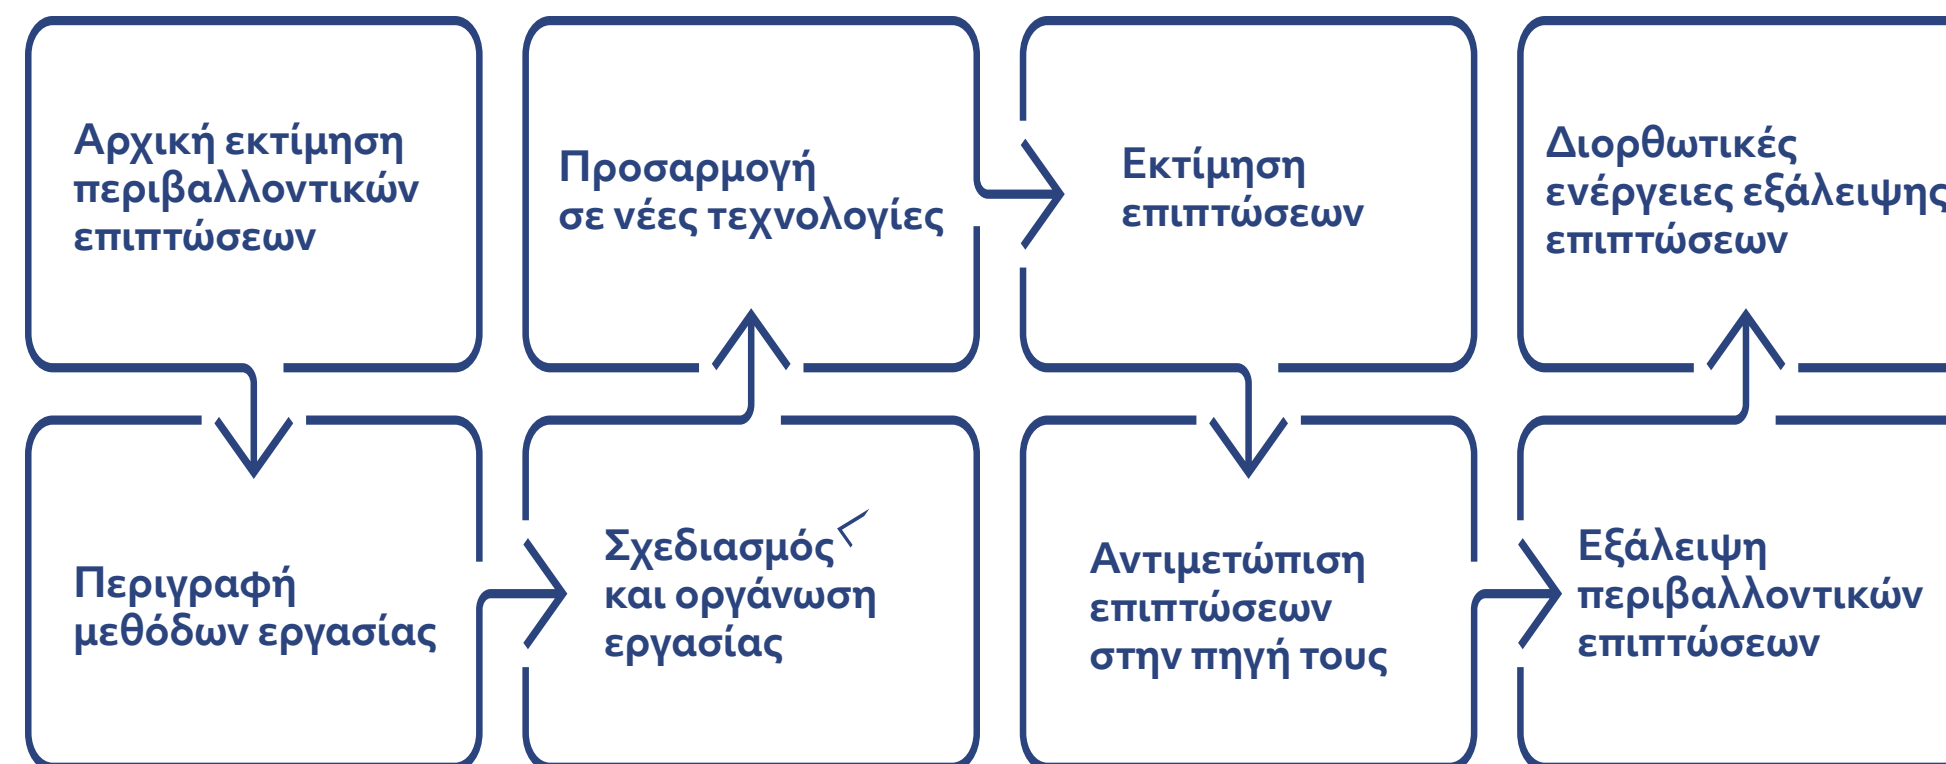 Αρχική εκτίμηση
περιβαλλοντικών
επιπτώσεων
Περιγραφή
μεθόδων εργασίας
Σχεδιασμός
και οργάνωση
εργασίας
Προσαρμογή
σε νέες τεχνολογίες
Εκτίμηση
επιπτώσεων
Αντιμετώπιση
επιπτώσεων
στην πηγή τους
Εξάλειψη
περιβαλλοντικών
επιπτώσεων
Διορθωτικές
ενέργειες εξάλειψης
επιπτώσεων